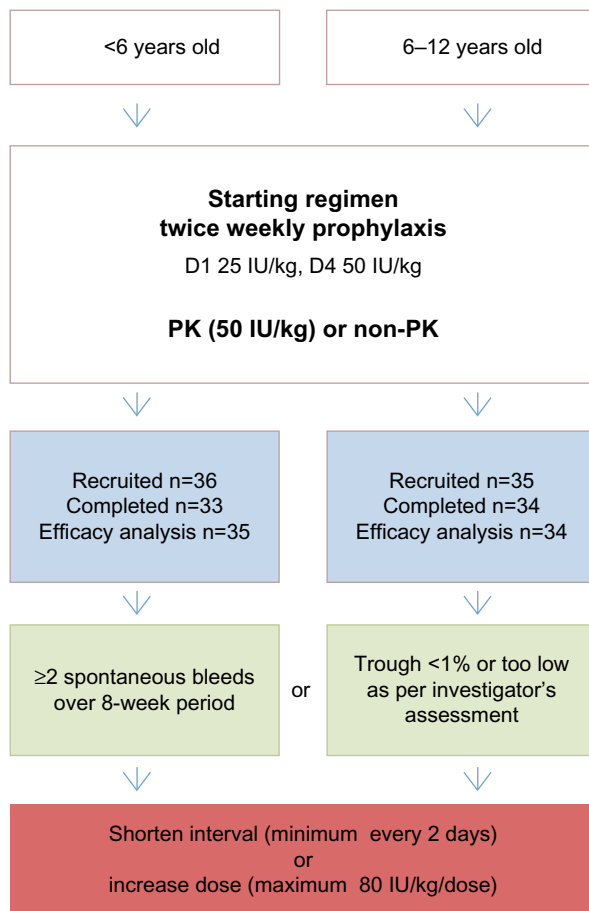 <6 years old
6–12 years old
Starting regimen
twice weekly prophylaxis
D1 25 IU/kg, D4 50 IU/kg
PK (50 IU/kg) or non-PK
Recruited n=36
Completed n=33
Efficacy analysis n=35
Recruited n=35
Completed n=34
Efficacy analysis n=34
≥2 spontaneous bleeds
over 8-week period
or
Trough <1% or too low
as per investigator’s
assessment
Shorten interval (minimum every 2 days)
or
increase dose (maximum 80 IU/kg/dose)